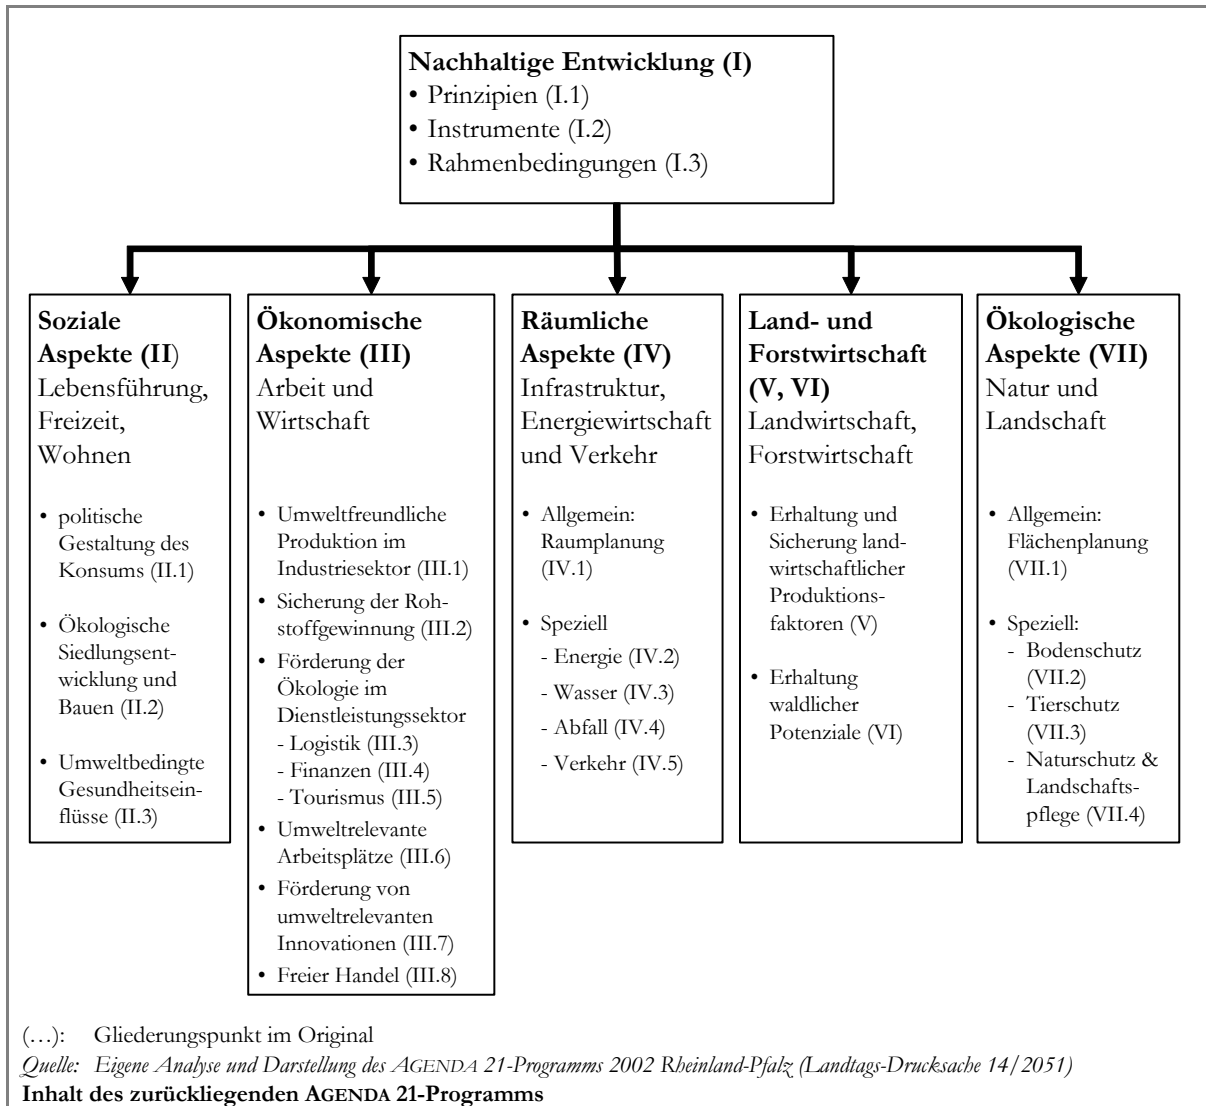 Nachhaltige Entwicklung (I)
• Prinzipien (I.1)
• Instrumente (I.2)
• Rahmenbedingungen (I.3)
Soziale
Aspekte (II)
Lebensführung,
Freizeit,
Wohnen
• politische
Gestaltung des
Konsums (II.1)
• Ökologische
Siedlungsent-
wicklung und
Bauen (II.2)
• Umweltbedingte
Gesundheitsein-
flüsse (II.3)
Ökonomische
Aspekte (III)
Arbeit und
Wirtschaft
• Umweltfreundliche
Produktion im
Industriesektor (III.1)
• Sicherung der Roh-
stoffgewinnung (III.2)
• Förderung der
Ökologie im
Dienstleistungssektor
- Logistik (III.3)
- Finanzen (III.4)
- Tourismus (III.5)
• Umweltrelevante
Arbeitsplätze (III.6)
• Förderung von
umweltrelevanten
Innovationen (III.7)
• Freier Handel (III.8)
Räumliche
Aspekte (IV)
Infrastruktur,
Energiewirtschaft
und Verkehr
• Allgemein:
Raumplanung
(IV.1)
• Speziell
- Energie (IV.2)
- Wasser (IV.3)
- Abfall (IV.4)
- Verkehr (IV.5)
Land- und
Forstwirtschaft
(V, VI)
Landwirtschaft,
Forstwirtschaft
• Erhaltung und
Sicherung land-
wirtschaftlicher
Produktions-
faktoren (V)
• Erhaltung
waldlicher
Potenziale (VI)
Ökologische
Aspekte (VII)
Natur und
Landschaft
• Allgemein:
Flächenplanung
(VII.1)
• Speziell:
- Bodenschutz
(VII.2)
- Tierschutz
(VII.3)
- Naturschutz &
Landschafts-
pflege (VII.4)
(…): Gliederungspunkt im Original
Quelle: Eigene Analyse und Darstellung des AGENDA 21-Programms 2002 Rheinland-Pfalz (Landtags-Drucksache 14/2051)
Inhalt des zurückliegenden AGENDA 21-Programms